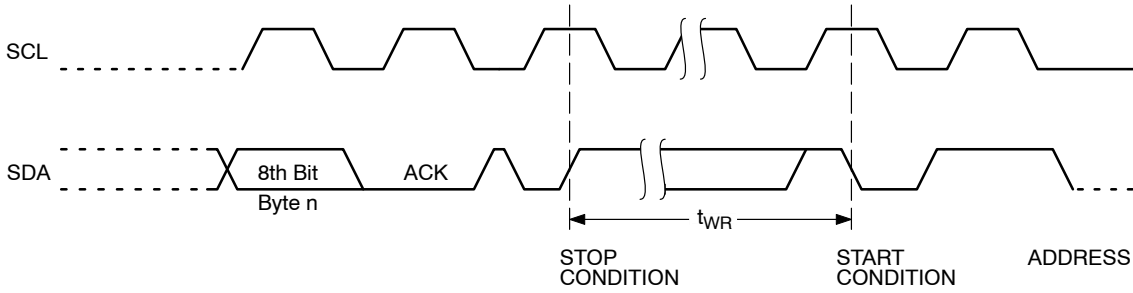 SCL
SDA
8th Bit
Byte n
ACK
tWR
STOP
CONDITION
START
CONDITION
ADDRESS